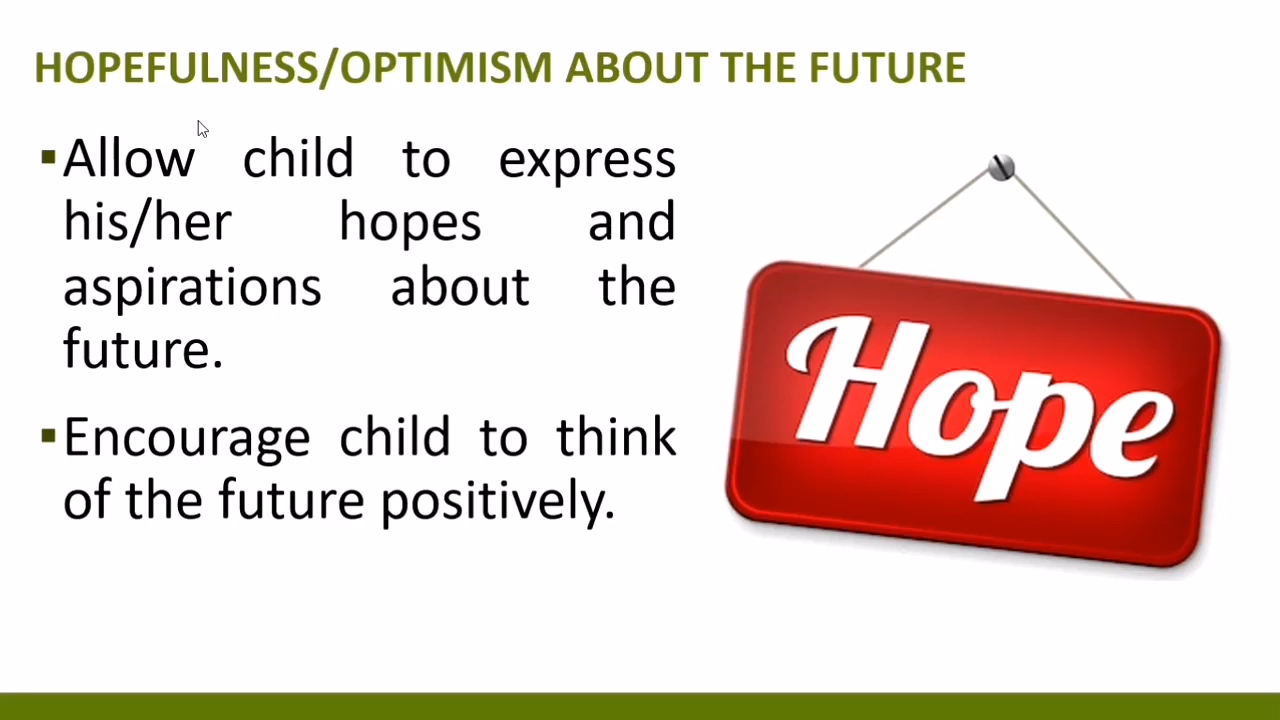 HOPEFULNESS/OPTIMISM ABOUT THE FUTURE
▪Allow child to express
his/her hopes and
aspirations about the
future.
▪Encourage child to think
of the future positively.
Hope